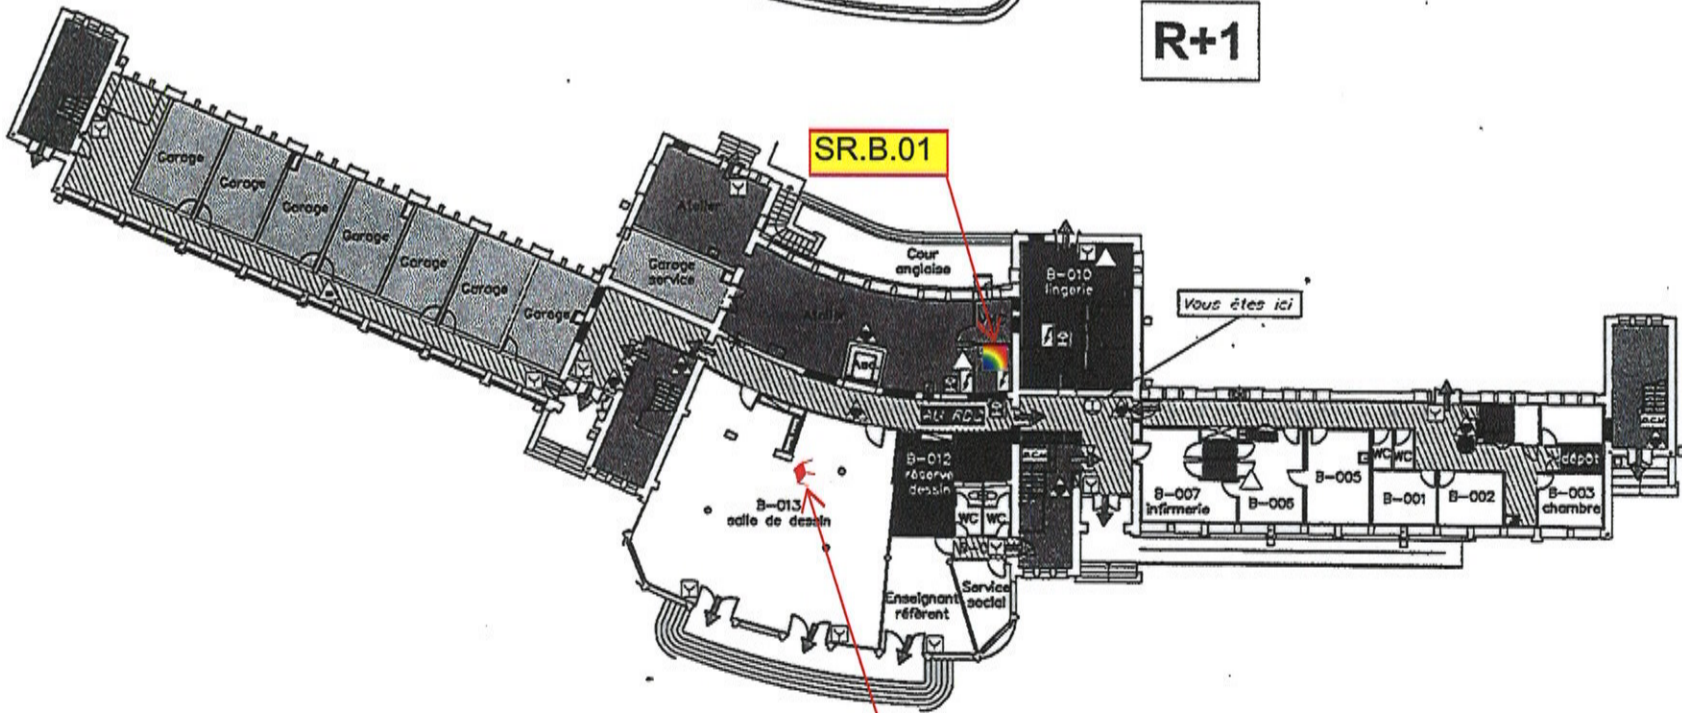 R+1
SR.B.01
Garage
Garage
Garage
Garage
Garage
Garage
Garage
Atelier
Garage
service
Atelier
Cour
anglaise
B-010
lingerie
Vous êtes ici
AU RDC
B-012
réserve
dessin
WC
WC
B-013
salle de dessin
Enseignant
référent
Service
social
B-007
infirmerie
B-006
B-005
WC
WC
B-001
B-002
dépôt
B-003
chambre